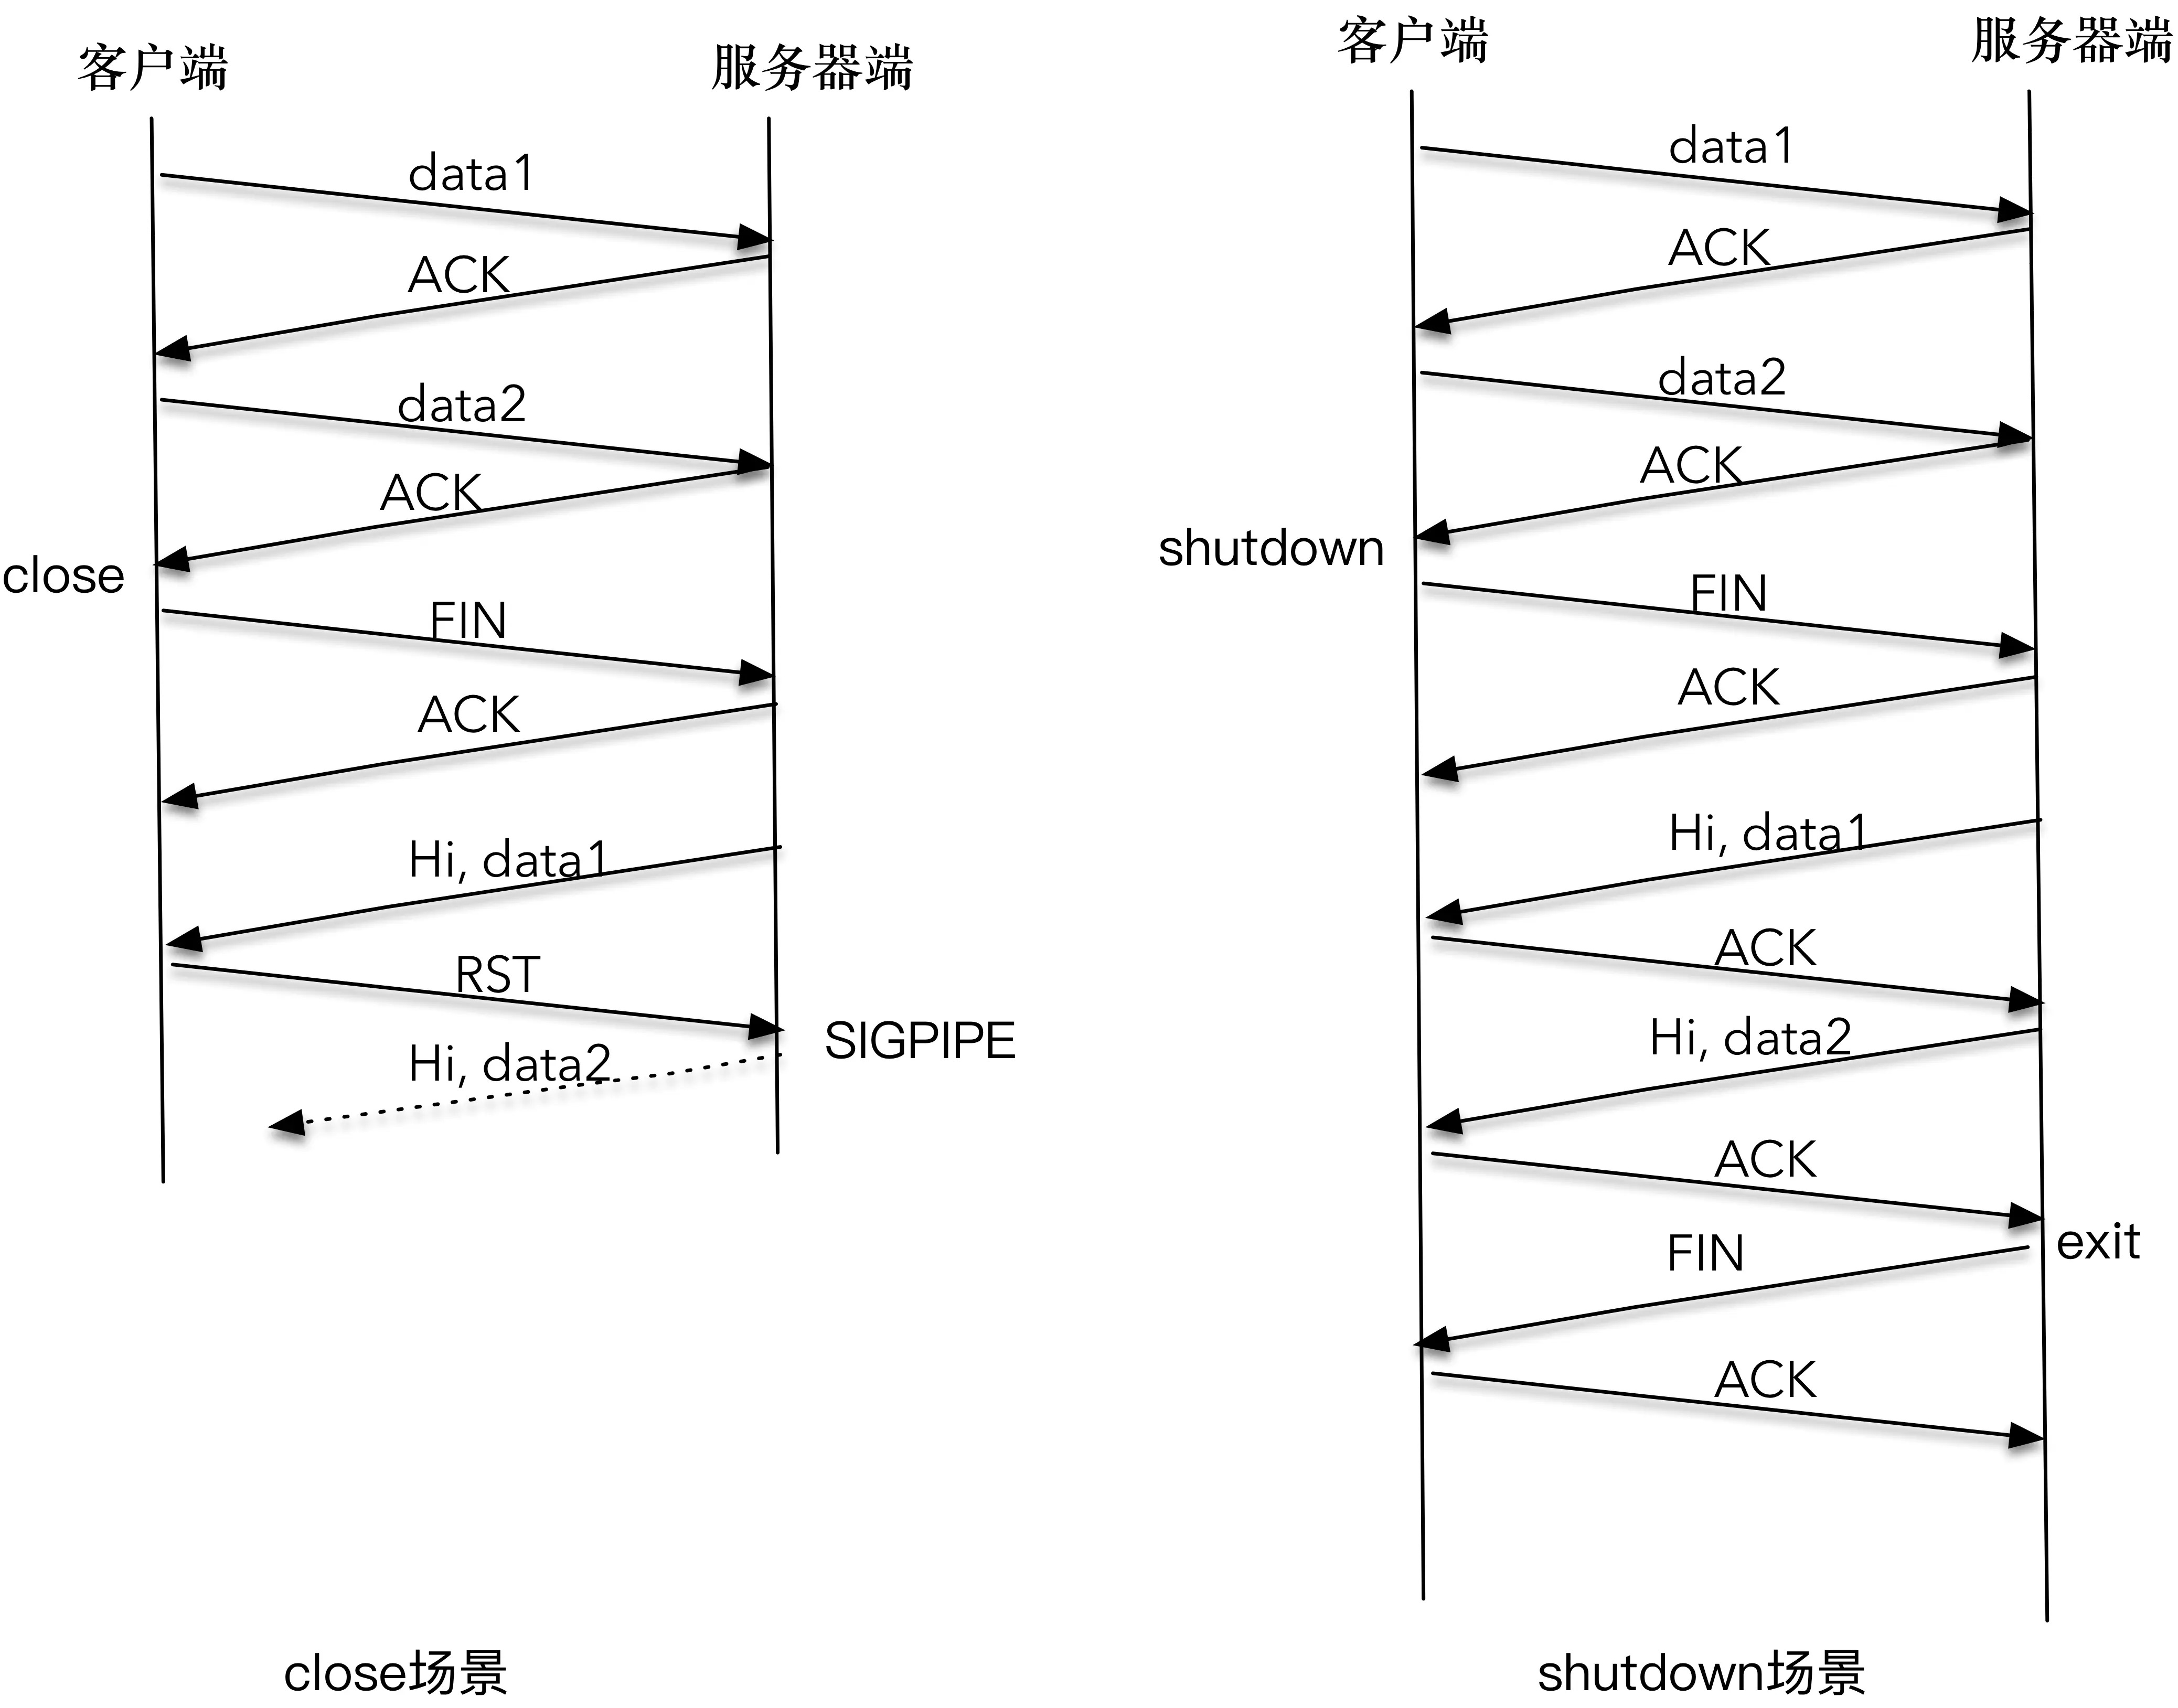 客户端
服务器端
data1
ACK
data2
ACK
close
FIN
ACK
Hi, data1
RST
SIGPIPE
Hi, data2
close场景
客户端
服务器端
data1
ACK
data2
ACK
shutdown
FIN
ACK
Hi, data1
ACK
Hi, data2
ACK
exit
FIN
ACK
shutdown场景